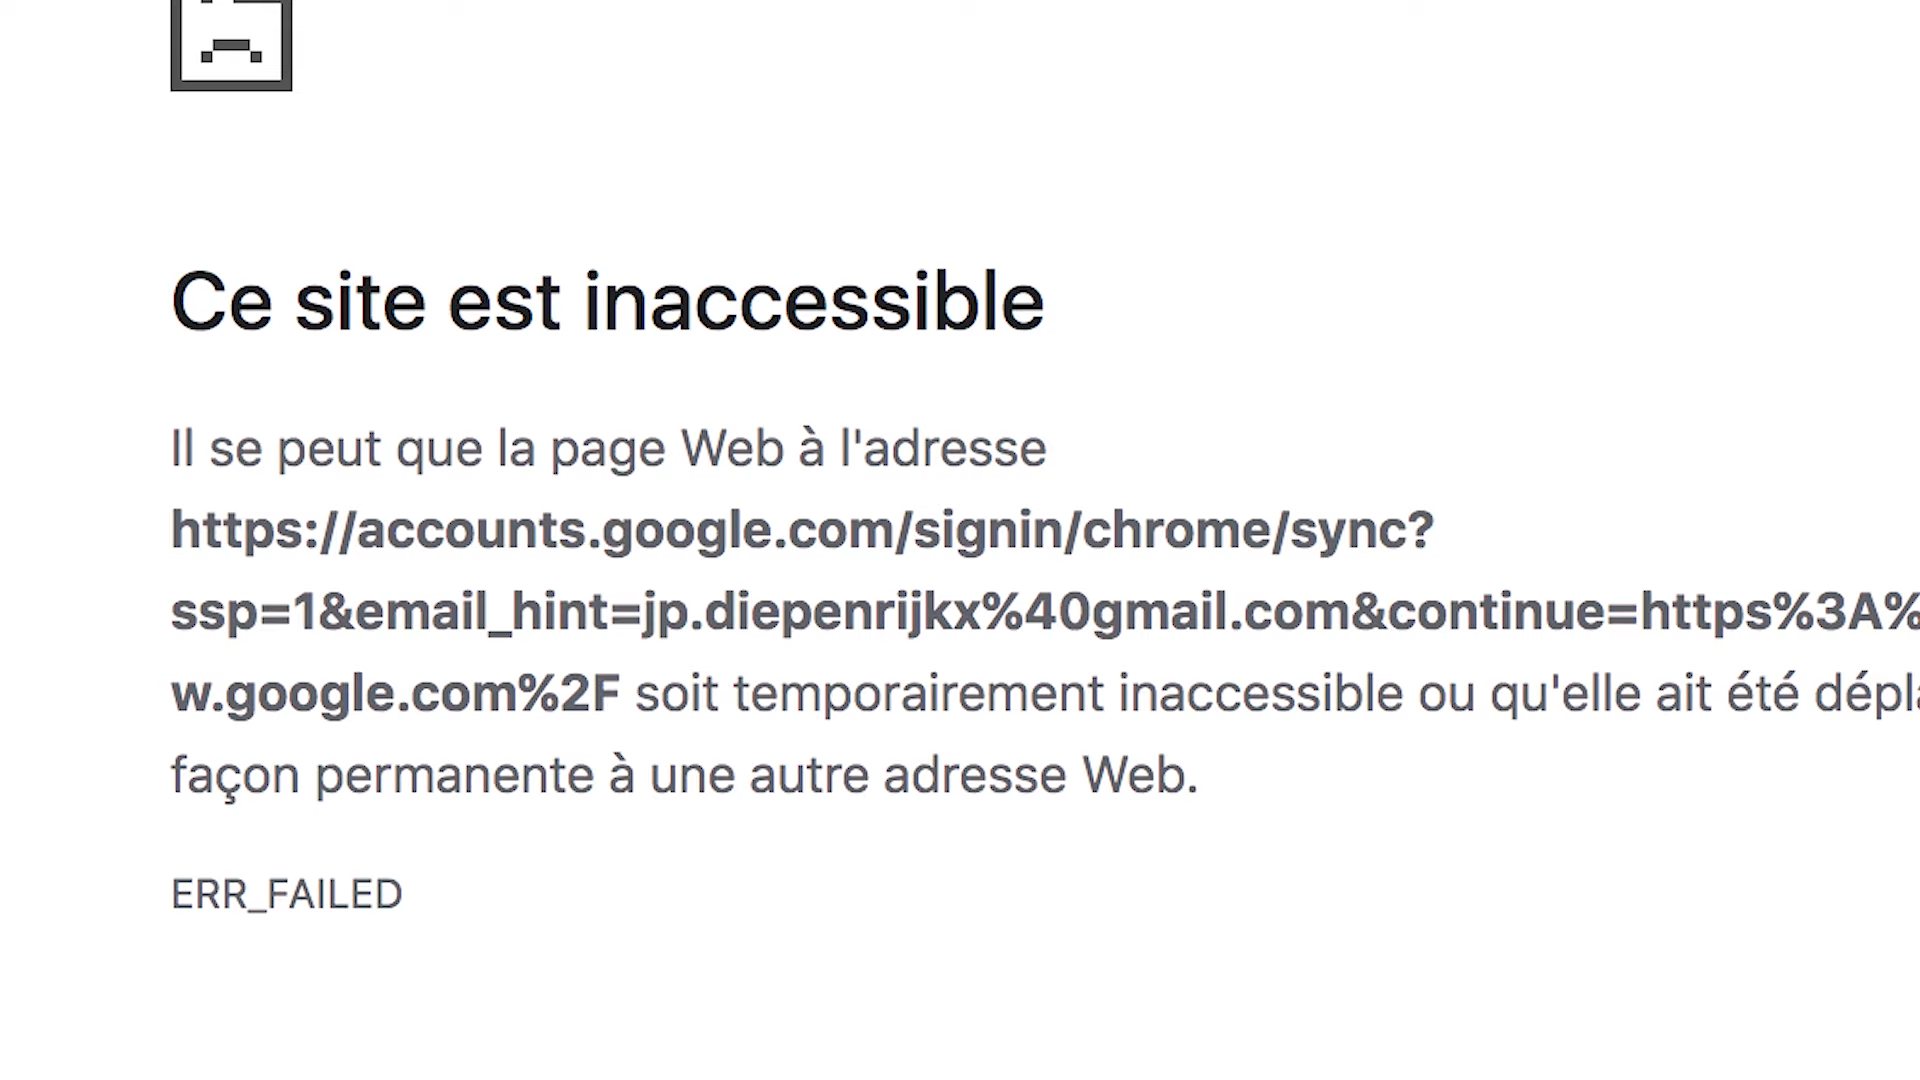 Ce site est inaccessible
Il se peut que la page Web à l'adresse
https://accounts.google.com/signin/chrome/sync?
ssp=1&email_hint=jp.diepenrijkx%40gmail.com&continue=https%3A%
w.google.com%2F soit temporairement inaccessible ou qu'elle ait été
façon permanente à une autre adresse Web.
ERR_FAILED